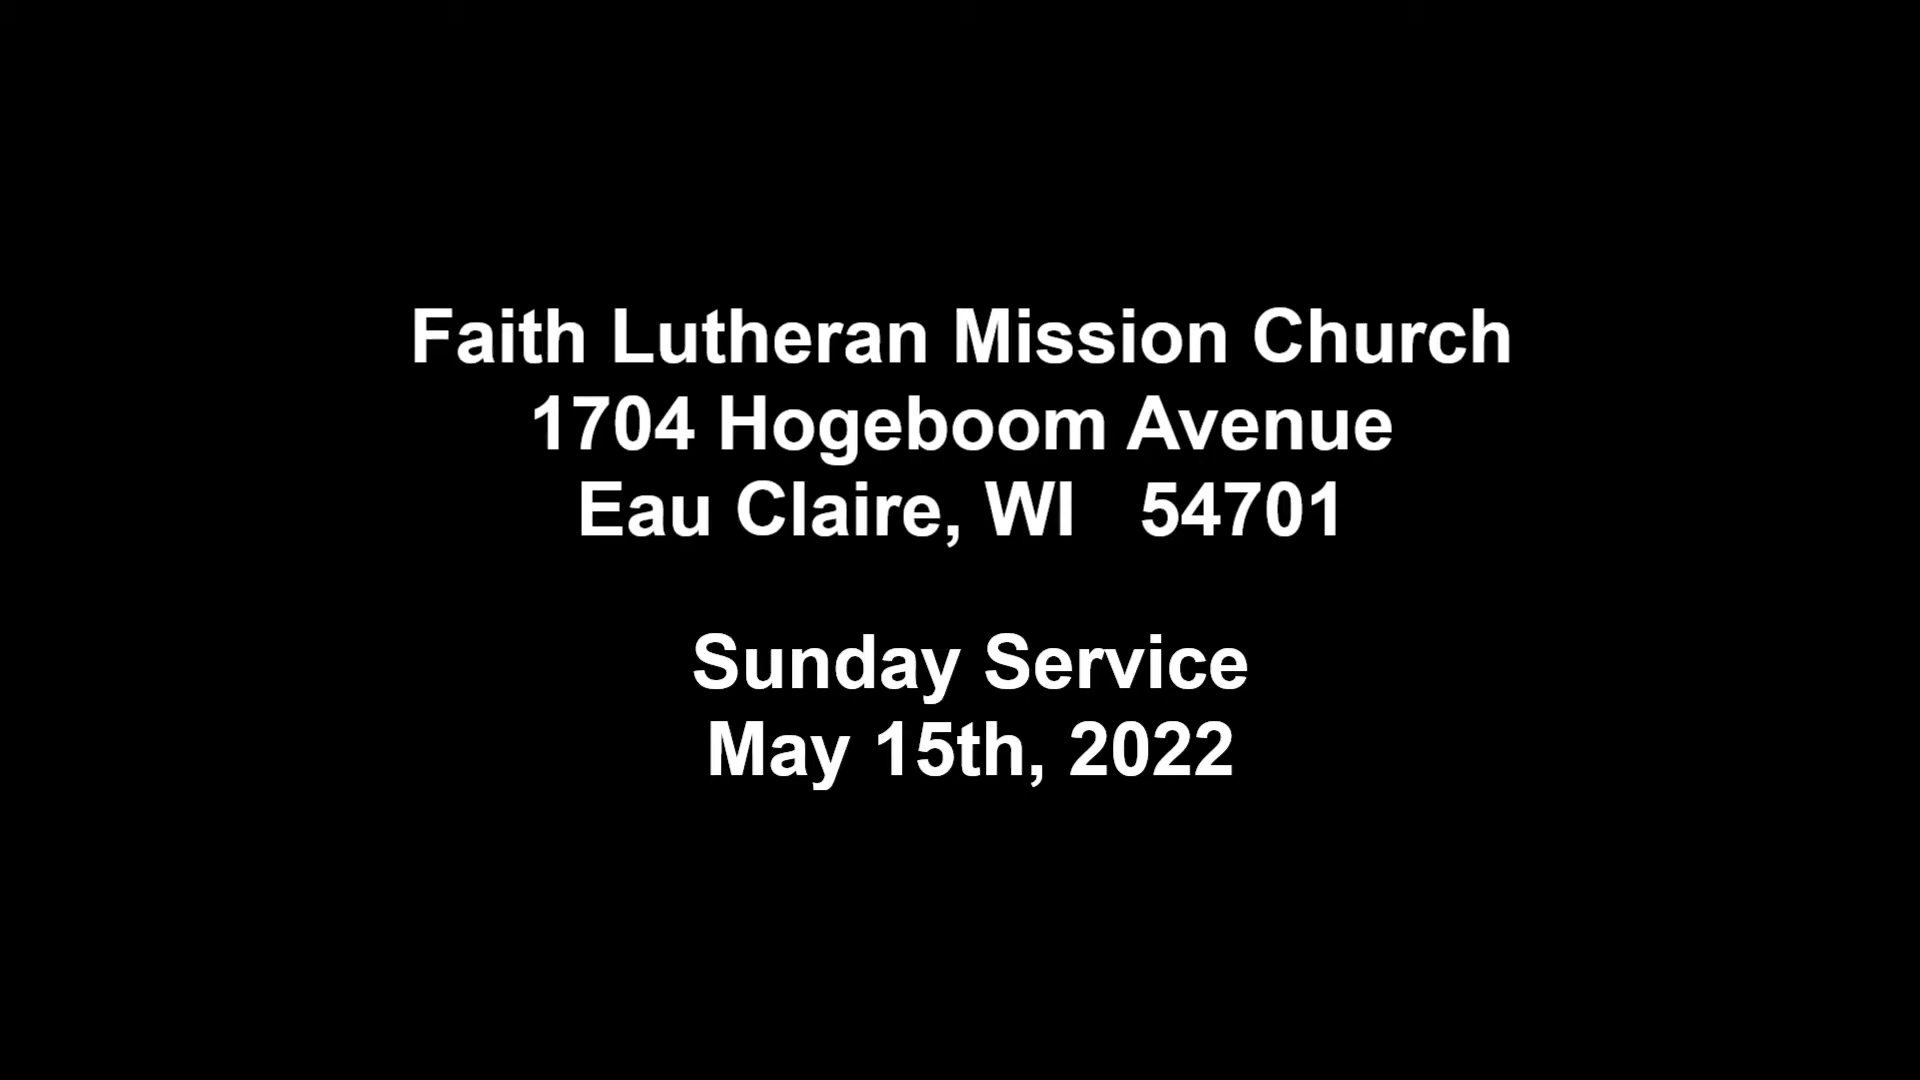 Faith Lutheran Mission Church
1704 Hogeboom Avenue
Eau Claire, WI   54701
Sunday Service
May 15th, 2022